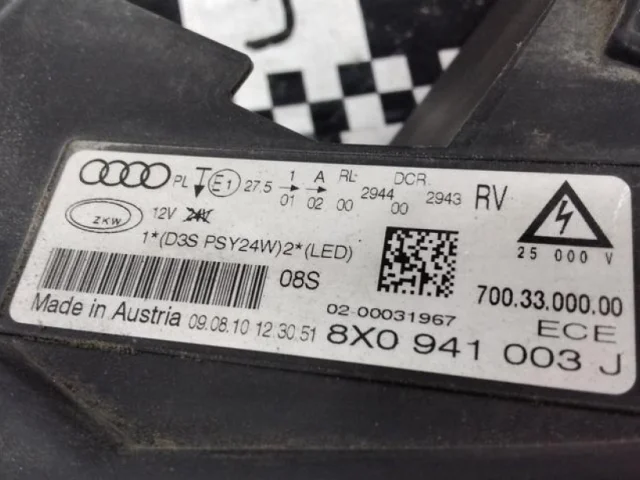 PL E1 27.5 1 01 A 02 RL 00 2944 DCR 00 2943 RV
ZKW 12V 24V
1*(D3S PSY24W)2*(LED)
25 000 V
08S
02-00031967
700.33.000.00
ECE
Made in Austria 09.08.10 12:30:51 8X0 941 003 J